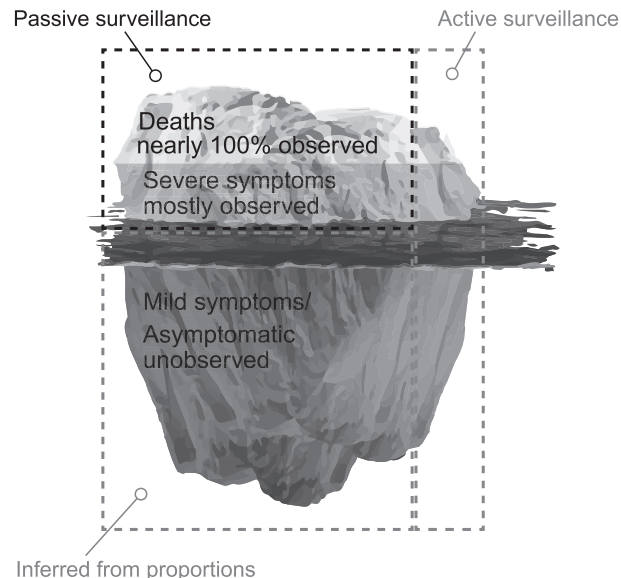 Passive surveillance
Active surveillance
Deaths
nearly 100% observed
Severe symptoms
mostly observed
Mild symptoms/
Asymptomatic
unobserved
Inferred from proportions